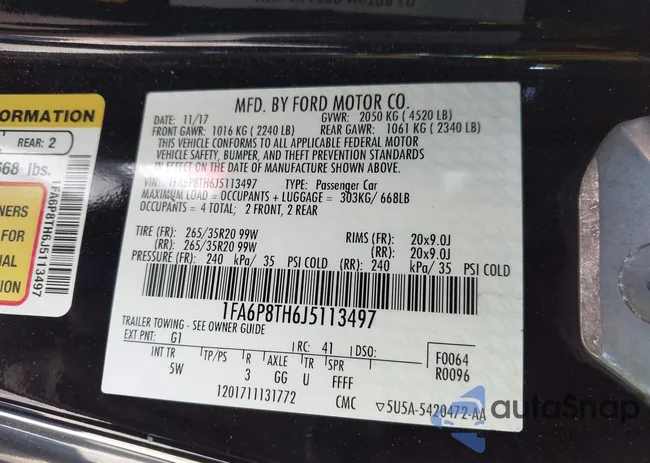 MFD. BY FORD MOTOR CO.
DATE: 11/17 GVWR: 2050 KG ( 4520 LB)
FRONT GAWR: 1016 KG ( 2240 LB) REAR GAWR: 1061 KG ( 2340 LB)
THIS VEHICLE CONFORMS TO ALL APPLICABLE FEDERAL MOTOR
VEHICLE SAFETY, BUMPER, AND THEFT PREVENTION STANDARDS
IN EFFECT ON THE DATE OF MANUFACTURE SHOWN ABOVE.
VIN: 1FA6P8TH6J5113497 TYPE: Passenger Car
MAXIMUM LOAD = OCCUPANTS + LUGGAGE = 303KG/ 668LB
OCCUPANTS = 4 TOTAL; 2 FRONT, 2 REAR
TIRE (FR): 265/35R20 99W RIMS (FR): 20x9.0J
(RR): 265/35R20 99W (RR): 20x9.0J
PRESSURE (FR): 240 kPa/ 35 PSI COLD (RR): 240 kPa/ 35 PSI COLD
1FA6P8TH6J5113497
TRAILER TOWING - SEE OWNER GUIDE
EXT PNT: G1 RC: 41 DSO:
INT TR TP/PS R AXLE TR SPR
5W 3 GG U FFFF
F0064
R0096
1201711131772 CMC ▽5U5A-5420472-AA
ORMATION
REAR: 2
668 lbs.
NERS
FOR
NAL
TION
1FA6P8TH6J5113497
autoSnap